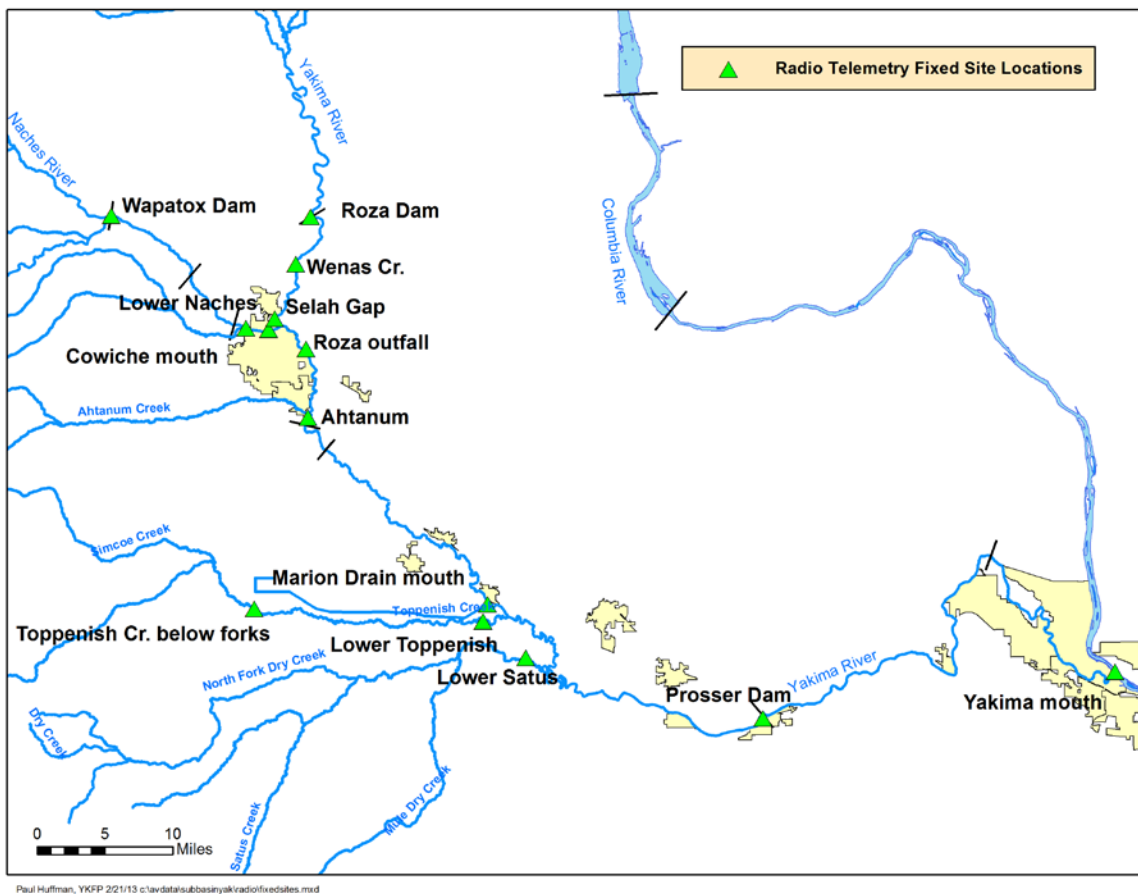 Radio Telemetry Fixed Site Locations
Yakima River
Naches River
Columbia River
Wapatox Dam
Roza Dam
Wenas Cr.
Lower Naches
Selah Gap
Cowiche mouth
Roza outfall
Ahtanum Creek
Ahtanum
Simcoe Creek
Marion Drain mouth
Toppenish Creek
Toppenish Cr. below forks
Lower Toppenish
Lower Satus
North Fork Dry Creek
Prosser Dam
Yakima River
Yakima mouth
Dry Creek
Satus Creek
Mule Dry Creek
0 5 10
Miles
Paul Huffman, YKFP 2/21/13 c:\avdata\subbasinyak\radio\fixedsites.mxd